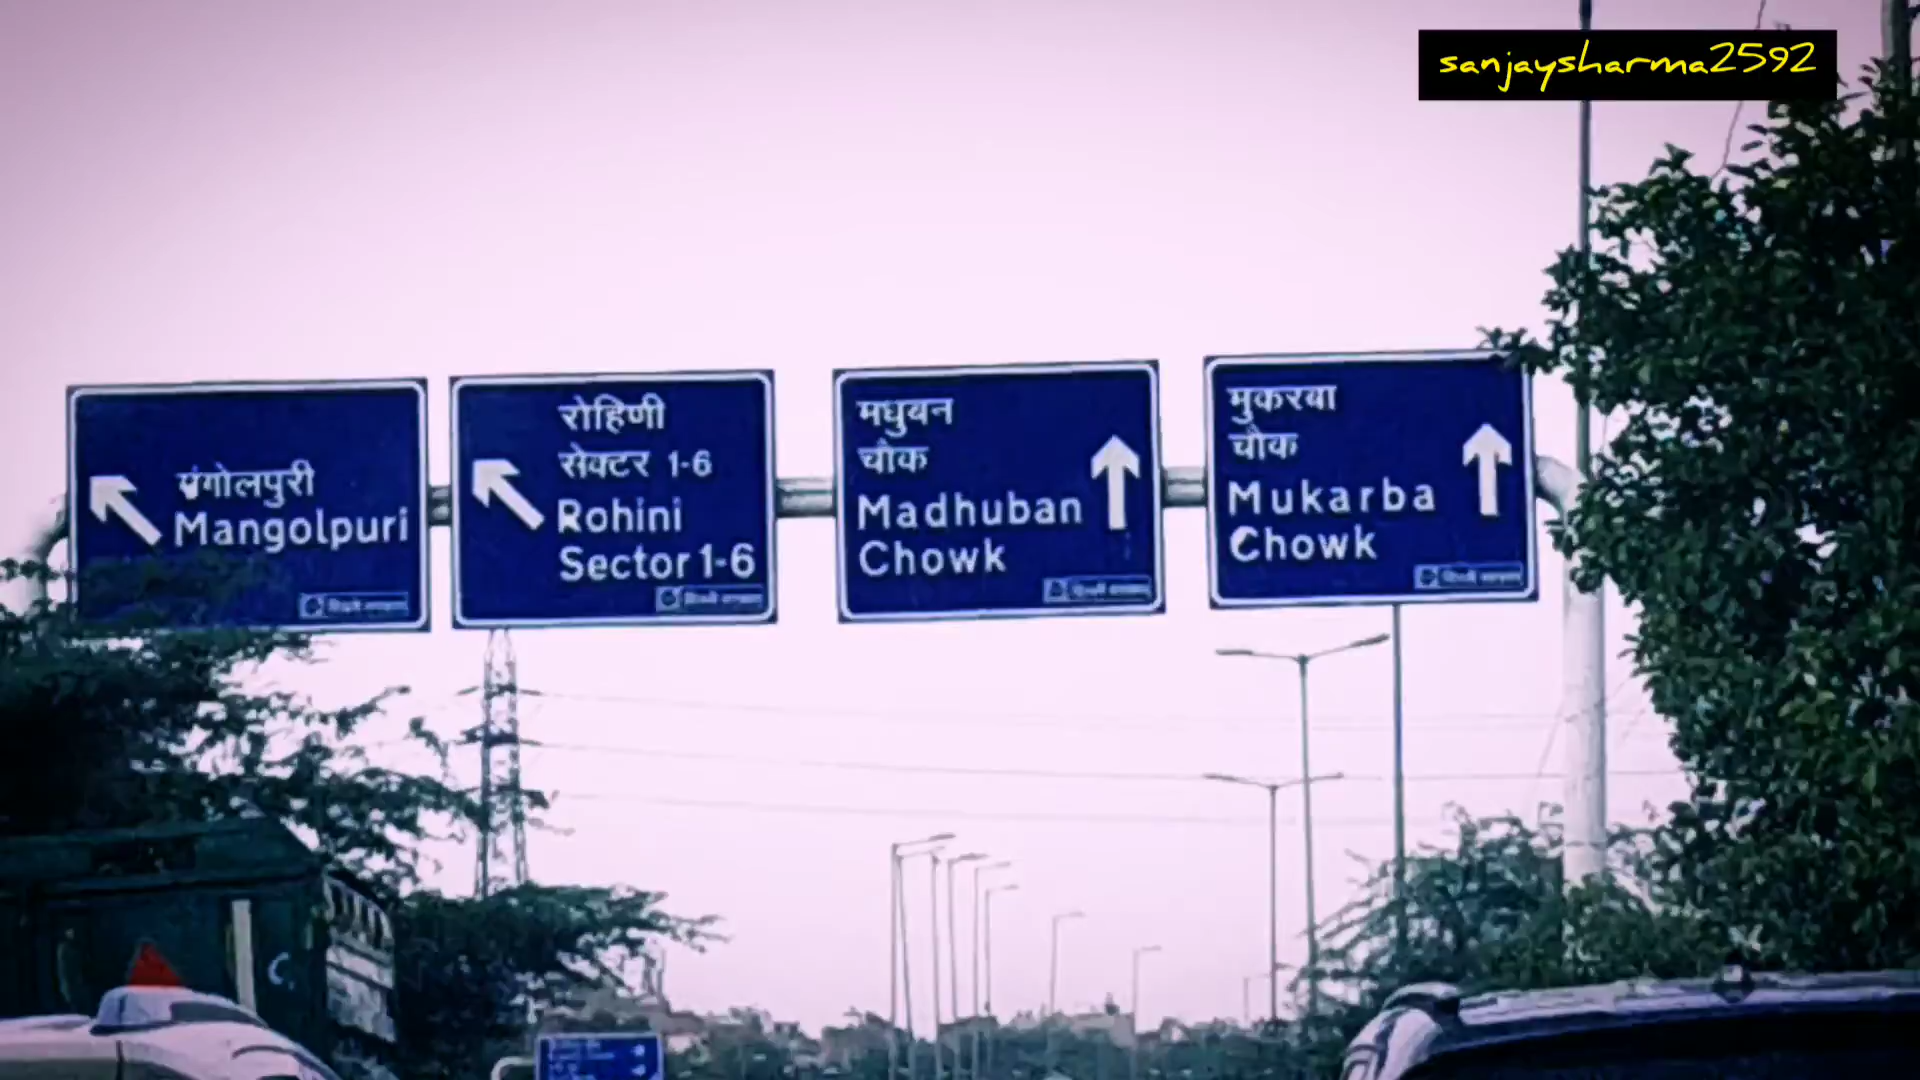 sanjaysharma2592
मंगोलपुरी
Mangolpuri
रोहिणी
सेक्टर 1-6
Rohini
Sector 1-6
मधुबन
चौक
Madhuban
Chowk
मुकरबा
चौक
Mukarba
Chowk